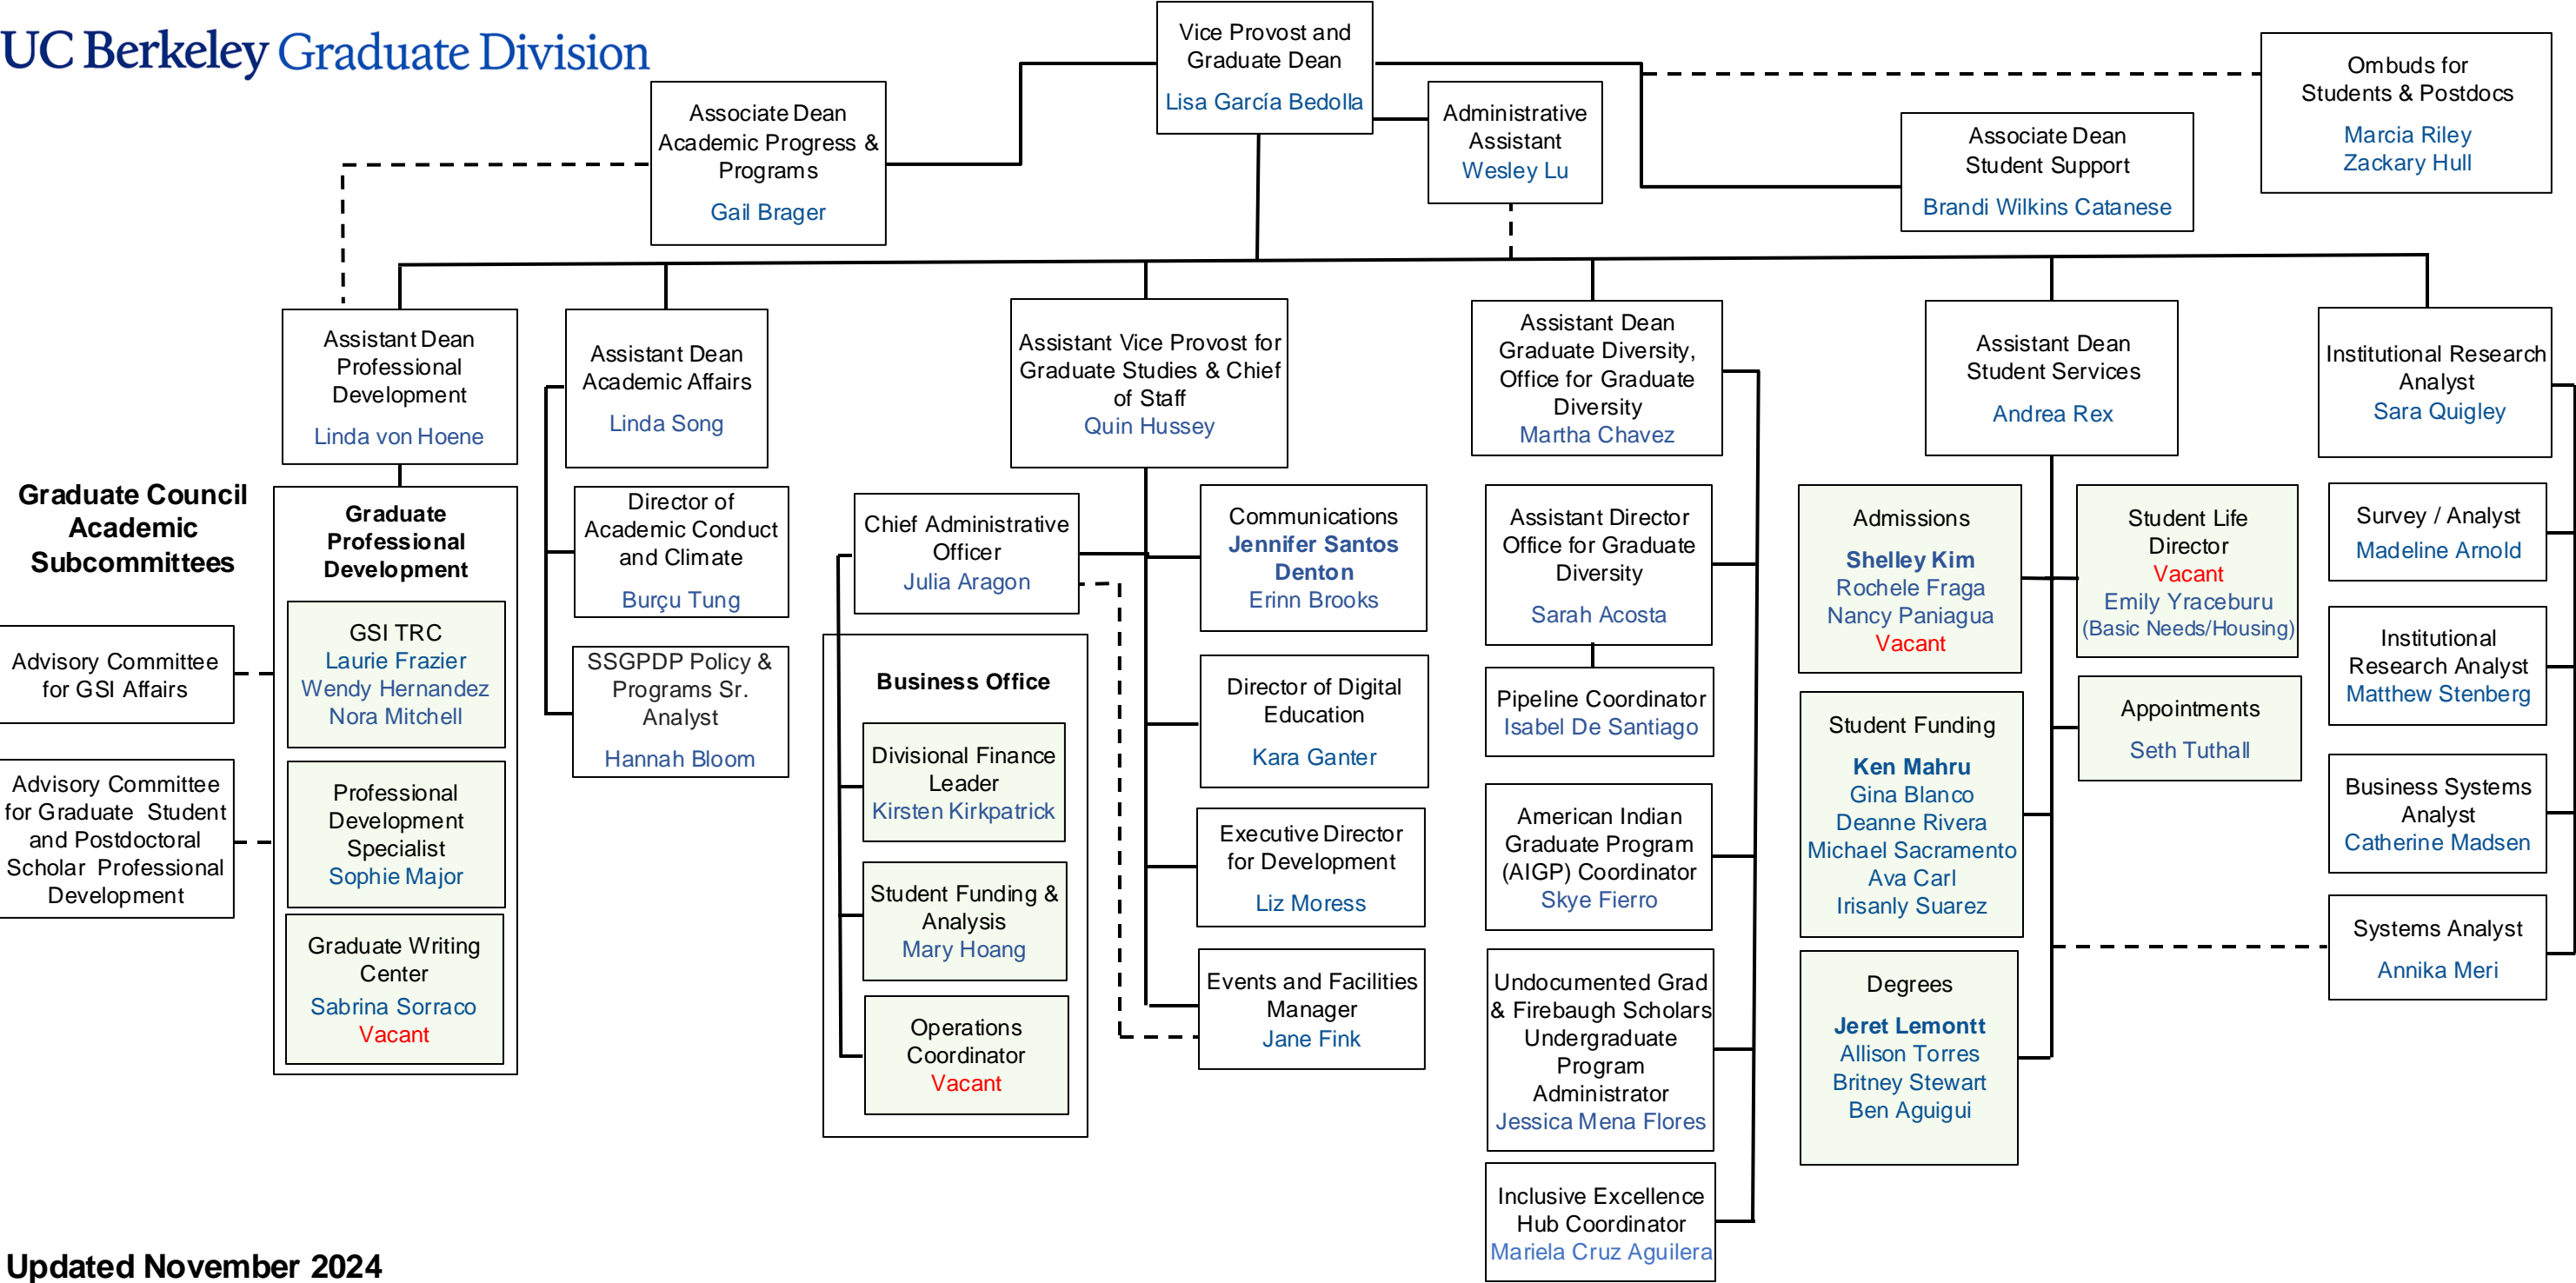 UC Berkeley Graduate Division
Vice Provost and
Graduate Dean
Lisa García Bedolla
Administrative
Assistant
Wesley Lu
Ombuds for
Students & Postdocs
Marcia Riley
Zackary Hull
Associate Dean
Academic Progress &
Programs
Gail Brager
Associate Dean
Student Support
Brandi Wilkins Catanese
Assistant Dean
Professional
Development
Linda von Hoene
Assistant Dean
Academic Affairs
Linda Song
Assistant Vice Provost for
Graduate Studies & Chief
of Staff
Quin Hussey
Assistant Dean
Graduate Diversity,
Office for Graduate
Diversity
Martha Chavez
Assistant Dean
Student Services
Andrea Rex
Institutional Research
Analyst
Sara Quigley
Graduate Council
Academic
Subcommittees
Advisory Committee
for GSI Affairs
Advisory Committee
for Graduate Student
and Postdoctoral
Scholar Professional
Development
Graduate
Professional
Development
GSI TRC
Laurie Frazier
Wendy Hernandez
Nora Mitchell
Professional
Development
Specialist
Sophie Major
Graduate Writing
Center
Sabrina Sorraco
Vacant
Director of
Academic Conduct
and Climate
Burçu Tung
SSGPDP Policy &
Programs Sr.
Analyst
Hannah Bloom
Chief Administrative
Officer
Julia Aragon
Business Office
Divisional Finance
Leader
Kirsten Kirkpatrick
Student Funding &
Analysis
Mary Hoang
Operations
Coordinator
Vacant
Communications
Jennifer Santos
Denton
Erinn Brooks
Director of Digital
Education
Kara Ganter
Executive Director
for Development
Liz Moress
Events and Facilities
Manager
Jane Fink
Assistant Director
Office for Graduate
Diversity
Sarah Acosta
Pipeline Coordinator
Isabel De Santiago
American Indian
Graduate Program
(AIGP) Coordinator
Skye Fierro
Undocumented Grad
& Firebaugh Scholars
Undergraduate
Program
Administrator
Jessica Mena Flores
Inclusive Excellence
Hub Coordinator
Mariela Cruz Aguilera
Admissions
Shelley Kim
Rochele Fraga
Nancy Paniagua
Vacant
Student Funding
Ken Mahru
Gina Blanco
Deanne Rivera
Michael Sacramento
Ava Carl
Irisanly Suarez
Degrees
Jeret Lemontt
Allison Torres
Britney Stewart
Ben Aguigui
Student Life
Director
Vacant
Emily Yraceburu
(Basic Needs/Housing)
Appointments
Seth Tuthall
Survey / Analyst
Madeline Arnold
Institutional
Research Analyst
Matthew Stenberg
Business Systems
Analyst
Catherine Madsen
Systems Analyst
Annika Meri
Updated November 2024